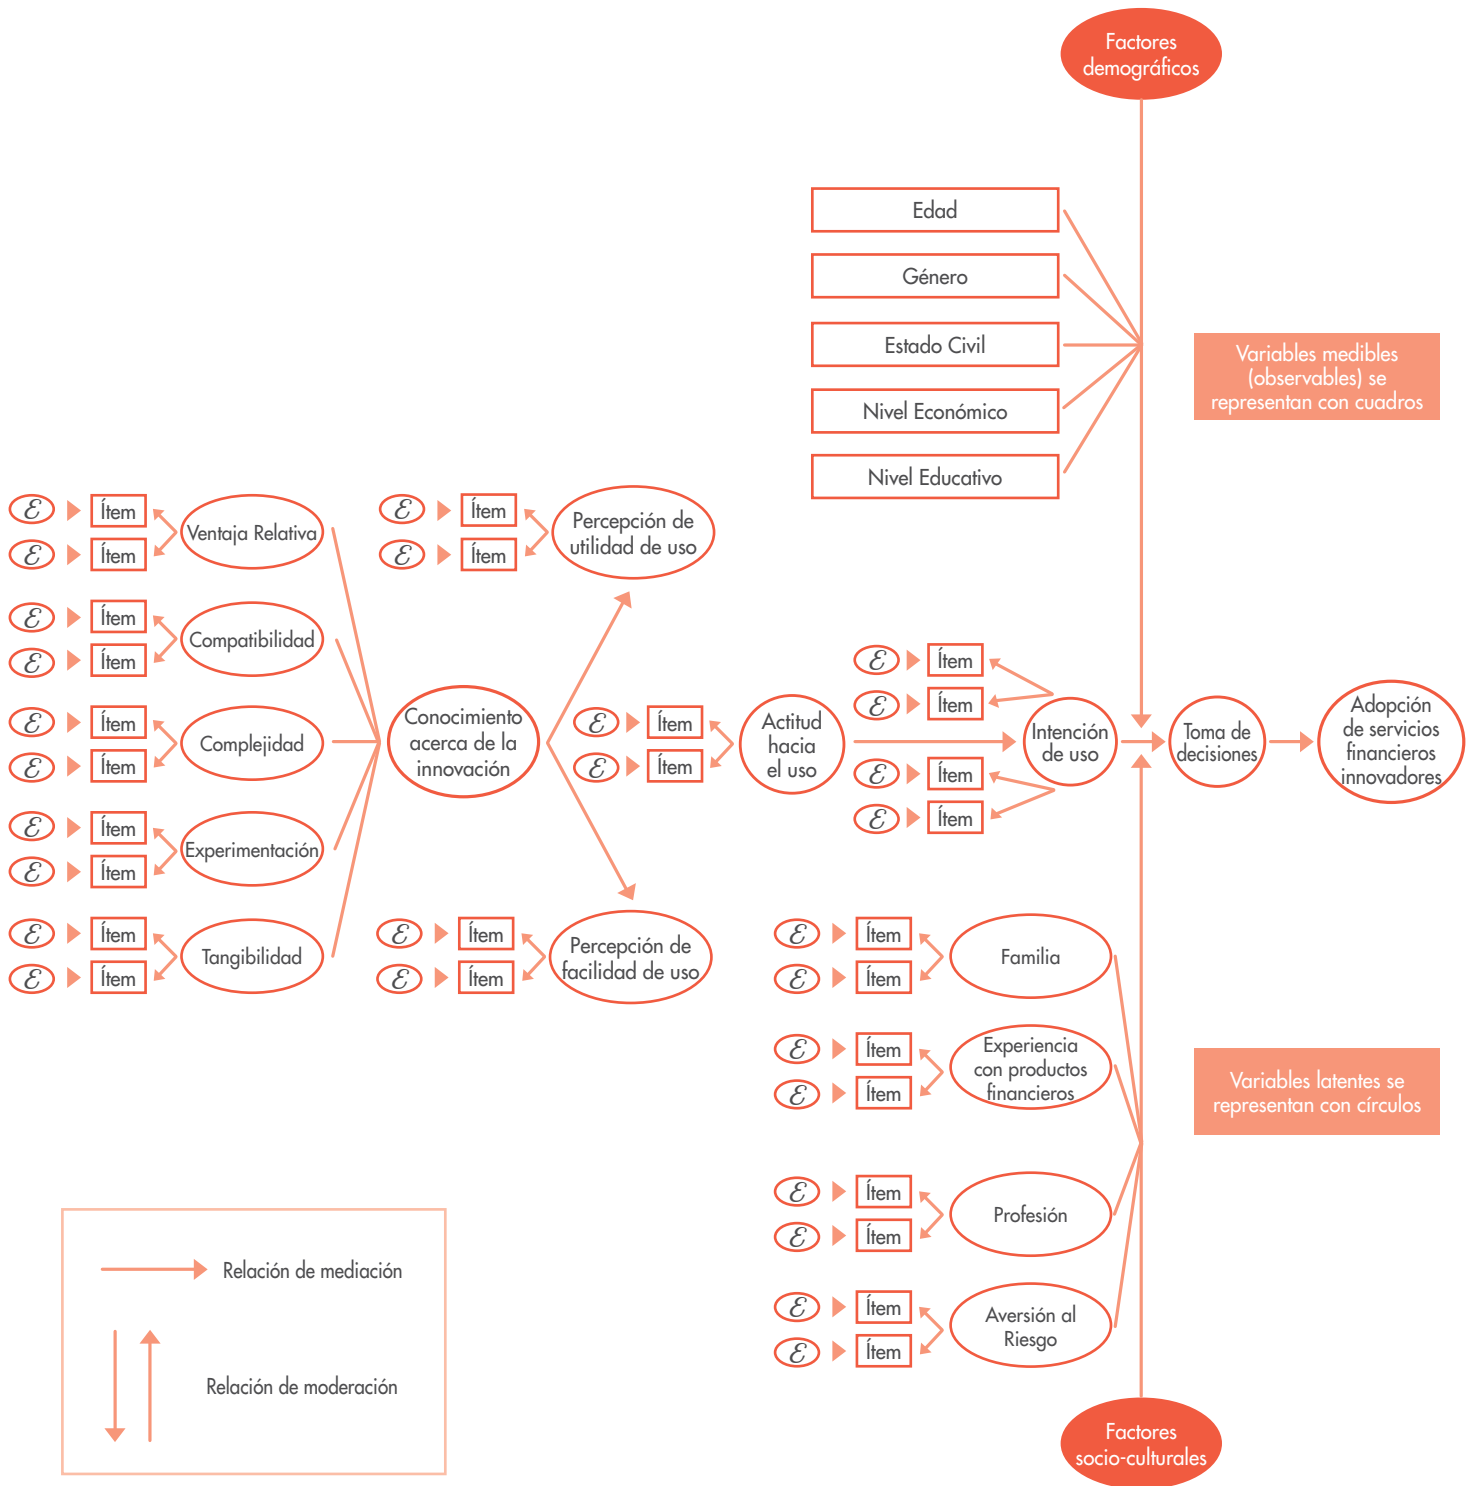 Factores
demográficos
Edad
Género
Estado Civil
Nivel Económico
Nivel Educativo
Variables medibles
(observables) se
representan con cuadros
ℰ Ítem
ℰ Ítem
Ventaja Relativa
ℰ Ítem
ℰ Ítem
Compatibilidad
ℰ Ítem
ℰ Ítem
Complejidad
ℰ Ítem
ℰ Ítem
Experimentación
ℰ Ítem
ℰ Ítem
Tangibilidad
Conocimiento
acerca de la
innovación
ℰ Ítem
ℰ Ítem
Percepción de
utilidad de uso
ℰ Ítem
ℰ Ítem
Percepción de
facilidad de uso
ℰ Ítem
ℰ Ítem
Actitud
hacia
el uso
ℰ Ítem
ℰ Ítem
ℰ Ítem
ℰ Ítem
Intención
de uso
Toma de
decisiones
Adopción
de servicios
financieros
innovadores
ℰ Ítem
ℰ Ítem
Familia
ℰ Ítem
ℰ Ítem
Experiencia
con productos
financieros
ℰ Ítem
ℰ Ítem
Profesión
ℰ Ítem
ℰ Ítem
Aversión al
Riesgo
Variables latentes se
representan con círculos
Factores
socio-culturales
Relación de mediación
Relación de moderación